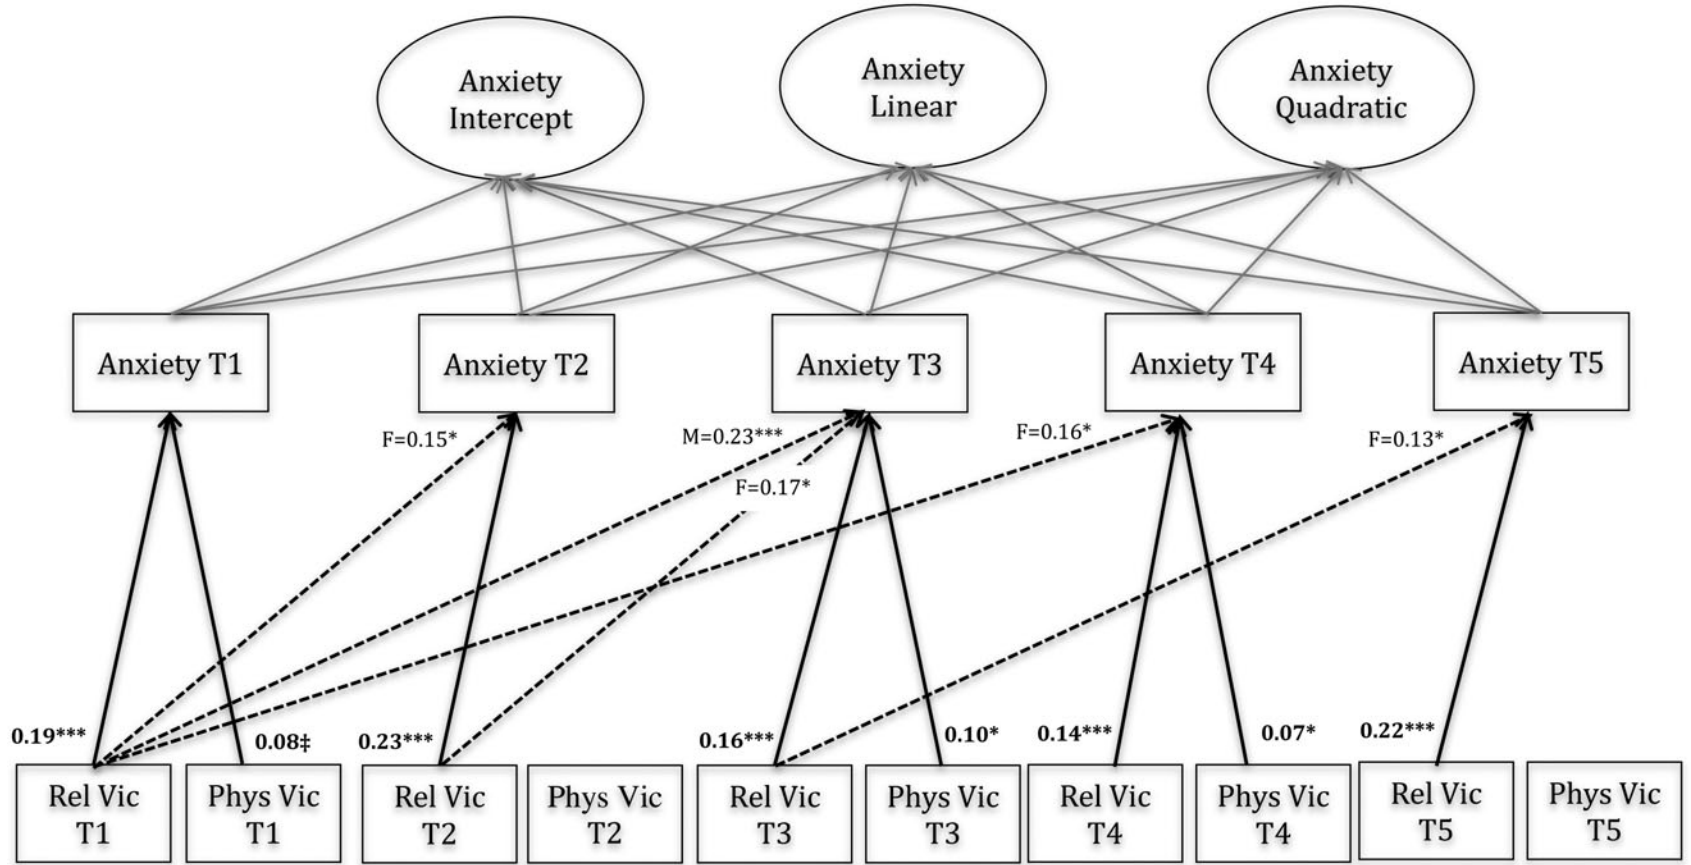 Anxiety
Intercept
Anxiety
Linear
Anxiety
Quadratic
Anxiety T1
Anxiety T2
Anxiety T3
Anxiety T4
Anxiety T5
F=0.15*
M=0.23***
F=0.17*
F=0.16*
F=0.13*
0.19***
0.08‡
0.23***
0.16***
0.10*
0.14***
0.07*
0.22***
Rel Vic
T1
Phys Vic
T1
Rel Vic
T2
Phys Vic
T2
Rel Vic
T3
Phys Vic
T3
Rel Vic
T4
Phys Vic
T4
Rel Vic
T5
Phys Vic
T5